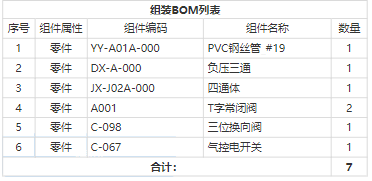 组装BOM列表
序号 组件属性 组件编码 组件名称 数量
1 零件 YY-A01A-000 PVC钢丝管 #19 1
2 零件 DX-A-000 负压三通 1
3 零件 JX-J02A-000 四通体 1
4 零件 A001 T字常闭阀 2
5 零件 C-098 三位换向阀 1
6 零件 C-067 气控电开关 1
合计： 7